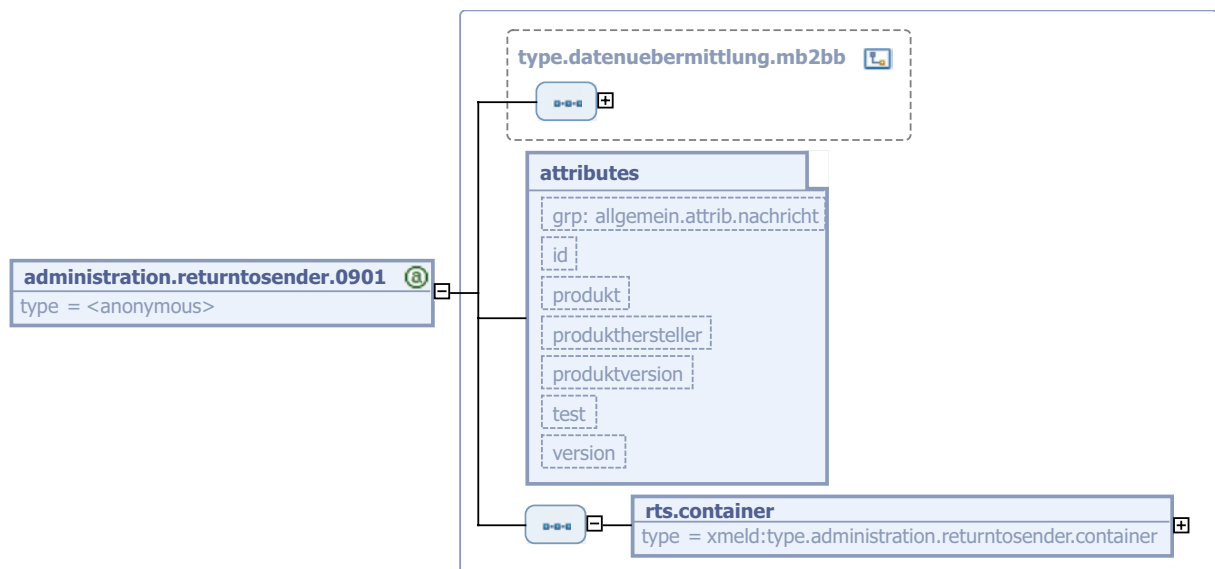 type.datenuebermittlung.mb2bb
attributes
grp: allgemein.attrib.nachricht
id
produkt
produkthersteller
produktversion
test
version
administration.returntosender.0901 @
type = <anonymous>
rts.container
type = xmeld:type.administration.returntosender.container